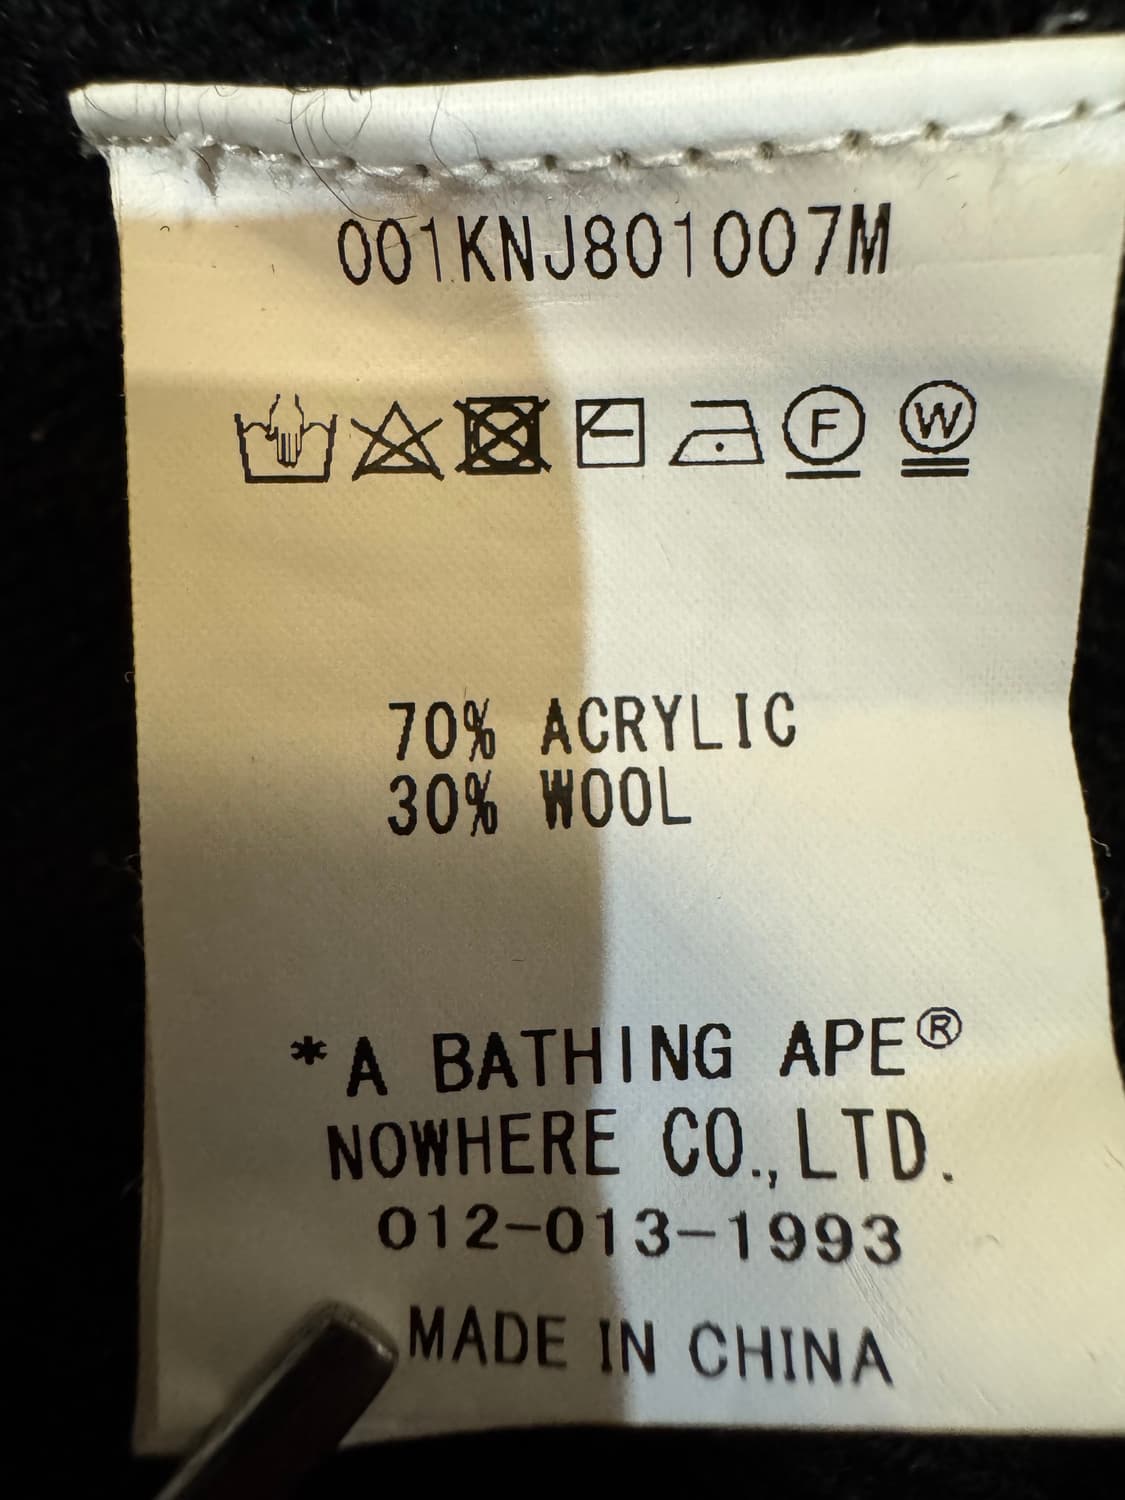 001KNJ801007M
F W
70% ACRYLIC
30% WOOL
*A BATHING APE®
NOWHERE CO.,LTD.
012-013-1993
MADE IN CHINA